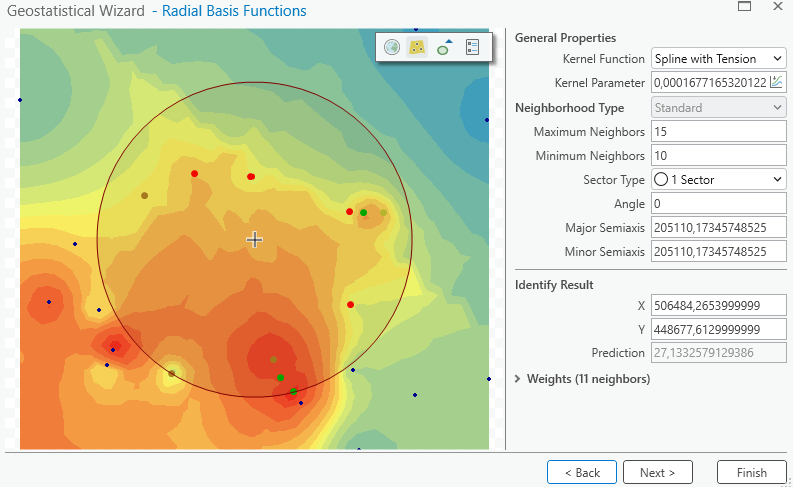 Geostatistical Wizard - Radial Basis Functions
General Properties
Kernel Function Spline with Tension
Kernel Parameter 0,0001677165320122
Neighborhood Type Standard
Maximum Neighbors 15
Minimum Neighbors 10
Sector Type 1 Sector
Angle 0
Major Semiaxis 205110,17345748525
Minor Semiaxis 205110,17345748525
Identify Result
X 506484,2653999999
Y 448677,6129999999
Prediction 27,1332579129386
Weights (11 neighbors)
< Back Next > Finish